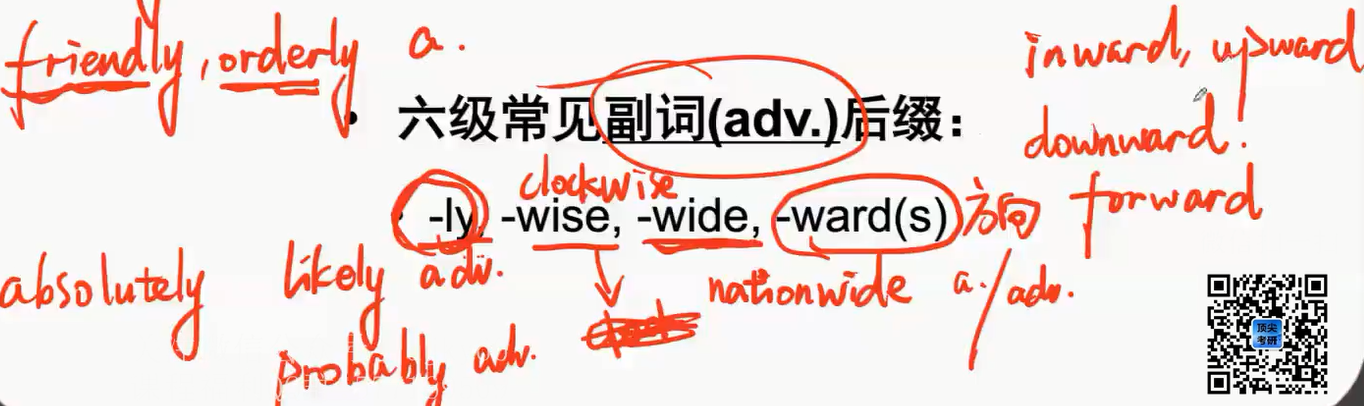 friendly, orderly a.
inward, upward
• 六级常见副词(adv.)后缀：
downward.
clockwise
• -ly, -wise, -wide, -ward(s) 方向
forward
absolutely
likely adv.
nationwide a./adv.
probably adv.
顶尖
考研